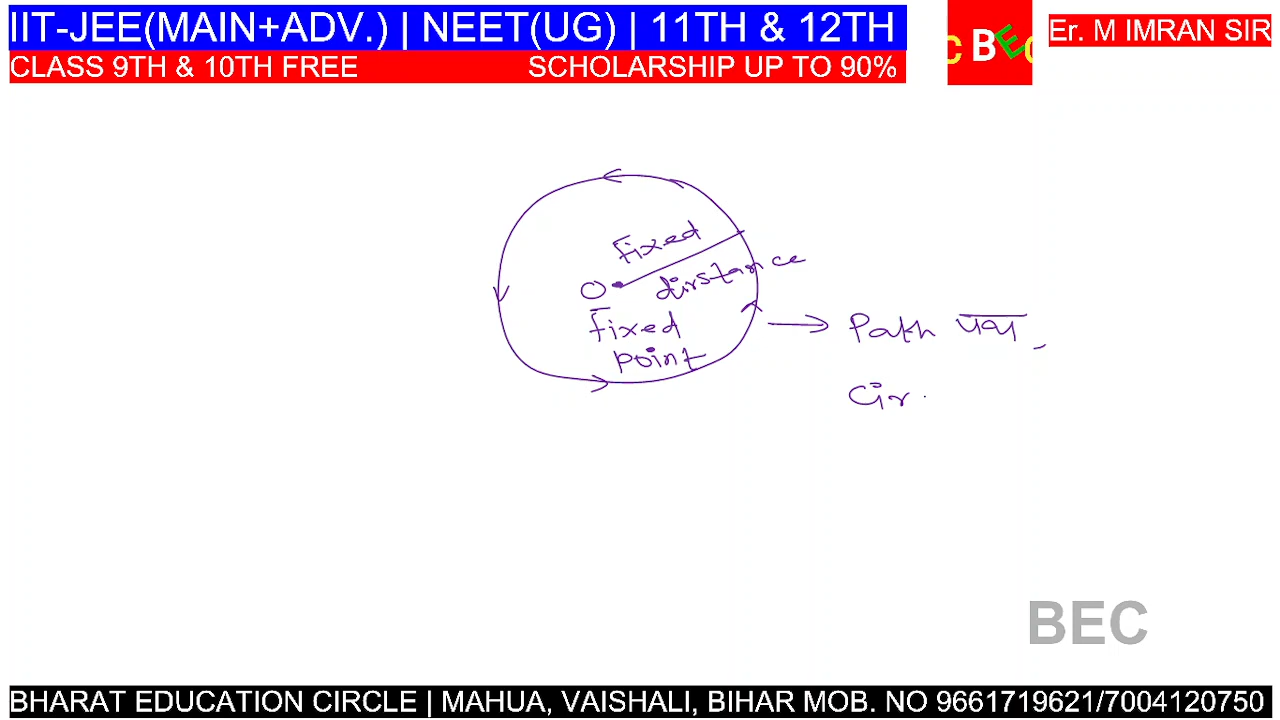 IIT-JEE(MAIN+ADV.) | NEET(UG) | 11TH & 12TH
CLASS 9TH & 10TH FREE SCHOLARSHIP UP TO 90%
C BEC
Er. M IMRAN SIR
fixed
distance
O
fixed
point
Path पथ
Cir
BEC
BHARAT EDUCATION CIRCLE | MAHUA, VAISHALI, BIHAR MOB. NO 9661719621/7004120750